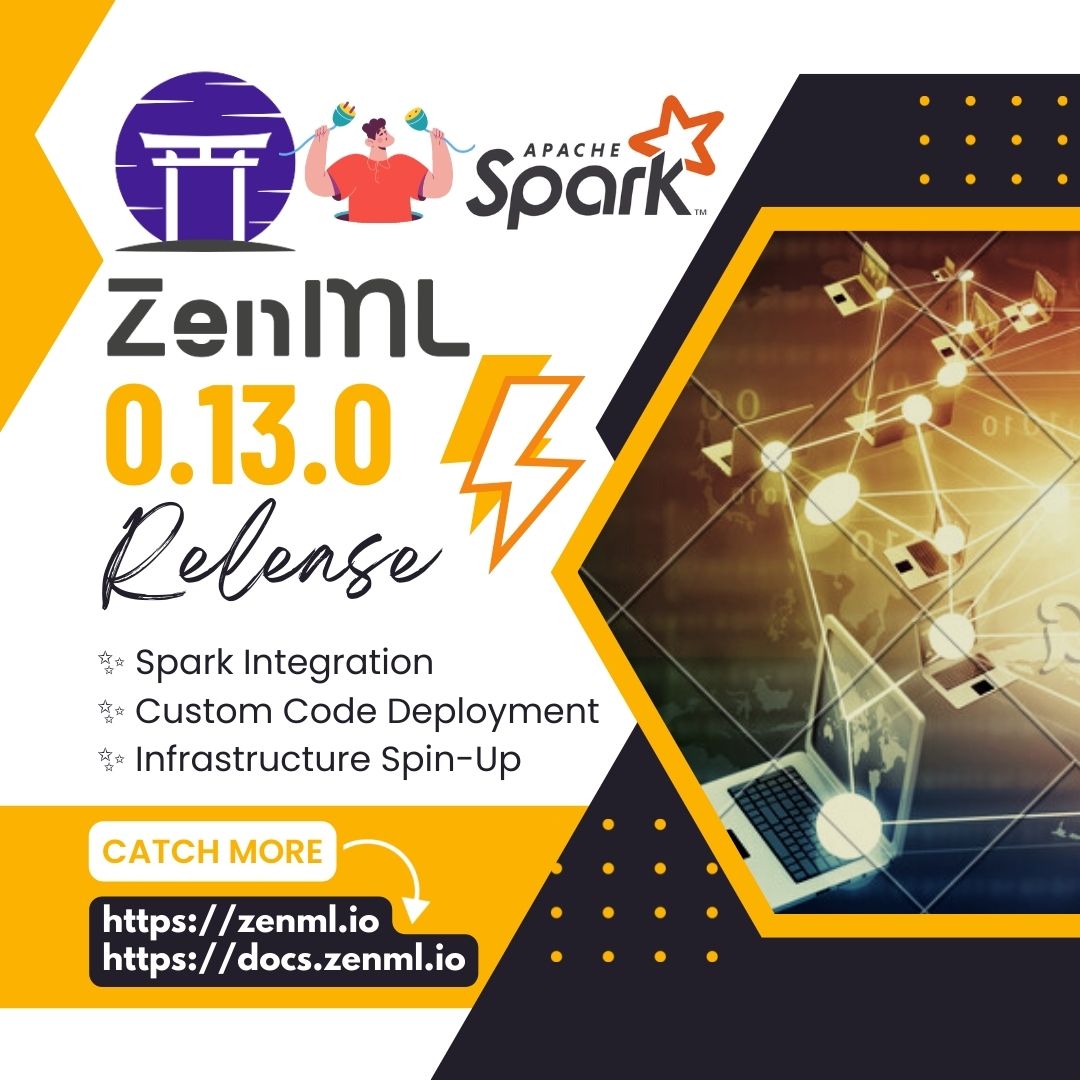 APACHE
Spark™
ZenML
0.13.0
Release
Spark Integration
Custom Code Deployment
Infrastructure Spin-Up
CATCH MORE
https://zenml.io
https://docs.zenml.io